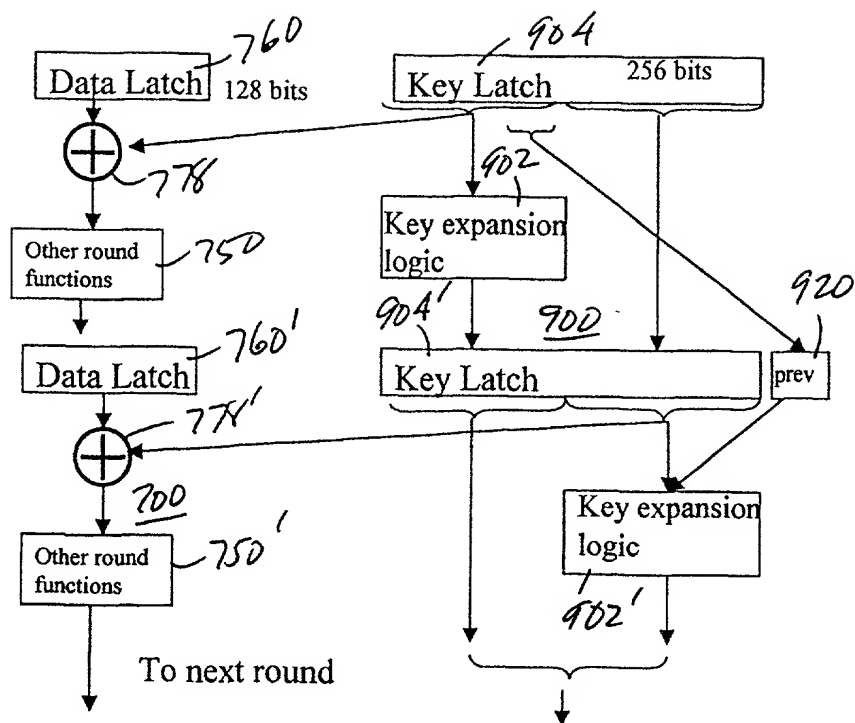 760
904
Data Latch
128 bits
Key Latch
256 bits
778
902
Key expansion
logic
Other round
functions
750
920
904'
900
760'
Data Latch
Key Latch
prev
778'
700
Key expansion
logic
Other round
functions
750'
902'
To next round